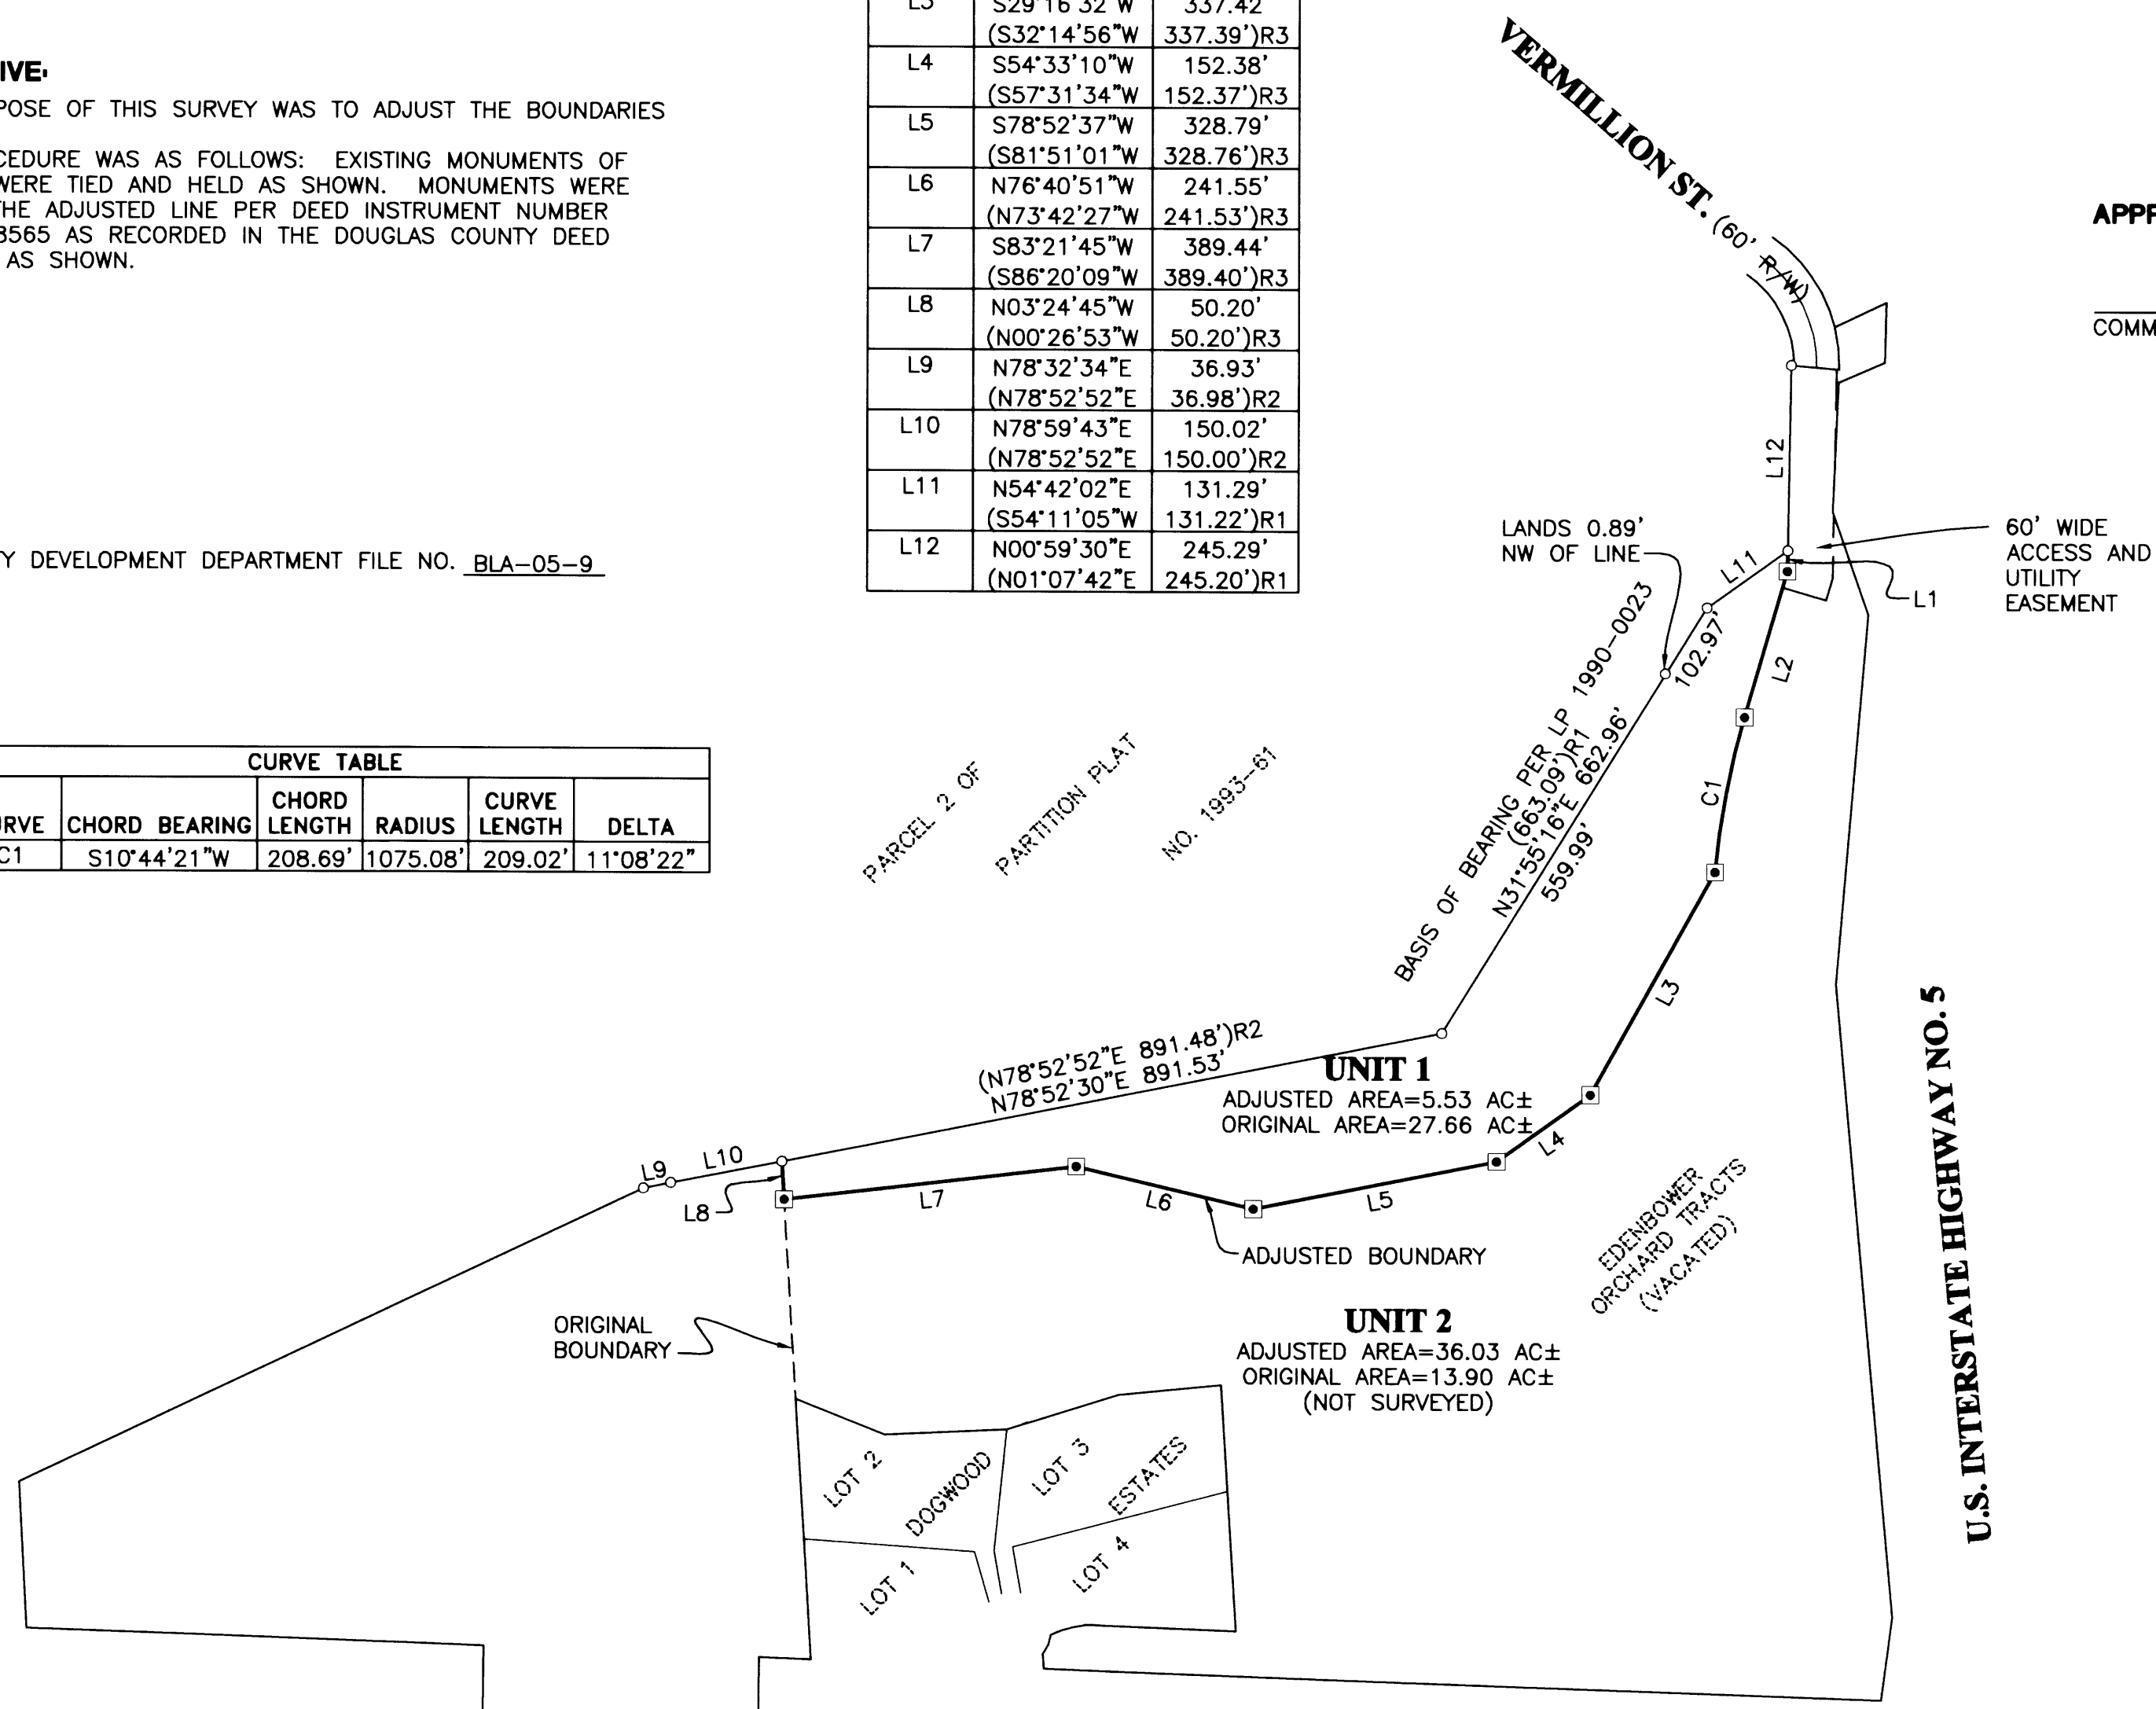 IVE:
POSE OF THIS SURVEY WAS TO ADJUST THE BOUNDARIES
CEDURE WAS AS FOLLOWS: EXISTING MONUMENTS OF
WERE TIED AND HELD AS SHOWN. MONUMENTS WERE
THE ADJUSTED LINE PER DEED INSTRUMENT NUMBER
8565 AS RECORDED IN THE DOUGLAS COUNTY DEED
AS SHOWN.
Y DEVELOPMENT DEPARTMENT FILE NO. BLA-05-9
L3 S29°16'32"W 337.42'
(S32°14'56"W 337.39')R3
L4 S54°33'10"W 152.38'
(S57°31'34"W 152.37')R3
L5 S78°52'37"W 328.79'
(S81°51'01"W 328.76')R3
L6 N76°40'51"W 241.55'
(N73°42'27"W 241.53')R3
L7 S83°21'45"W 389.44'
(S86°20'09"W 389.40')R3
L8 N03°24'45"W 50.20'
(N00°26'53"W 50.20')R3
L9 N78°32'34"E 36.93'
(N78°52'52"E 36.98')R2
L10 N78°59'43"E 150.02'
(N78°52'52"E 150.00')R2
L11 N54°42'02"E 131.29'
(S54°11'05"W 131.22')R1
L12 N00°59'30"E 245.29'
(N01°07'42"E 245.20')R1
CURVE TABLE
RVE CHORD BEARING CHORD LENGTH RADIUS CURVE LENGTH DELTA
C1 S10°44'21"W 208.69' 1075.08' 209.02' 11°08'22"
VERMILLION ST. (60' R/W)
APPR
COMM
L12
LANDS 0.89'
NW OF LINE
60' WIDE
ACCESS AND
UTILITY
EASEMENT
L11
L1
102.97'
L2
C1
BASIS OF BEARING PER LP 1990-0023
(663.09')R1
N31°55'16"E 662.96'
559.99'
PARCEL 2 OF
PARTITION PLAT
NO. 1993-61
L3
(N78°52'52"E 891.48')R2
N78°52'30"E 891.53'
UNIT 1
ADJUSTED AREA=5.53 AC±
ORIGINAL AREA=27.66 AC±
L4
L9
L10
L8
L7
L6
L5
ADJUSTED BOUNDARY
EDENBOWER
ORCHARD TRACTS
(VACATED)
U.S. INTERSTATE HIGHWAY NO. 5
ORIGINAL
BOUNDARY
UNIT 2
ADJUSTED AREA=36.03 AC±
ORIGINAL AREA=13.90 AC±
(NOT SURVEYED)
LOT 2
DOGWOOD
LOT 3
ESTATES
LOT 1
LOT 4